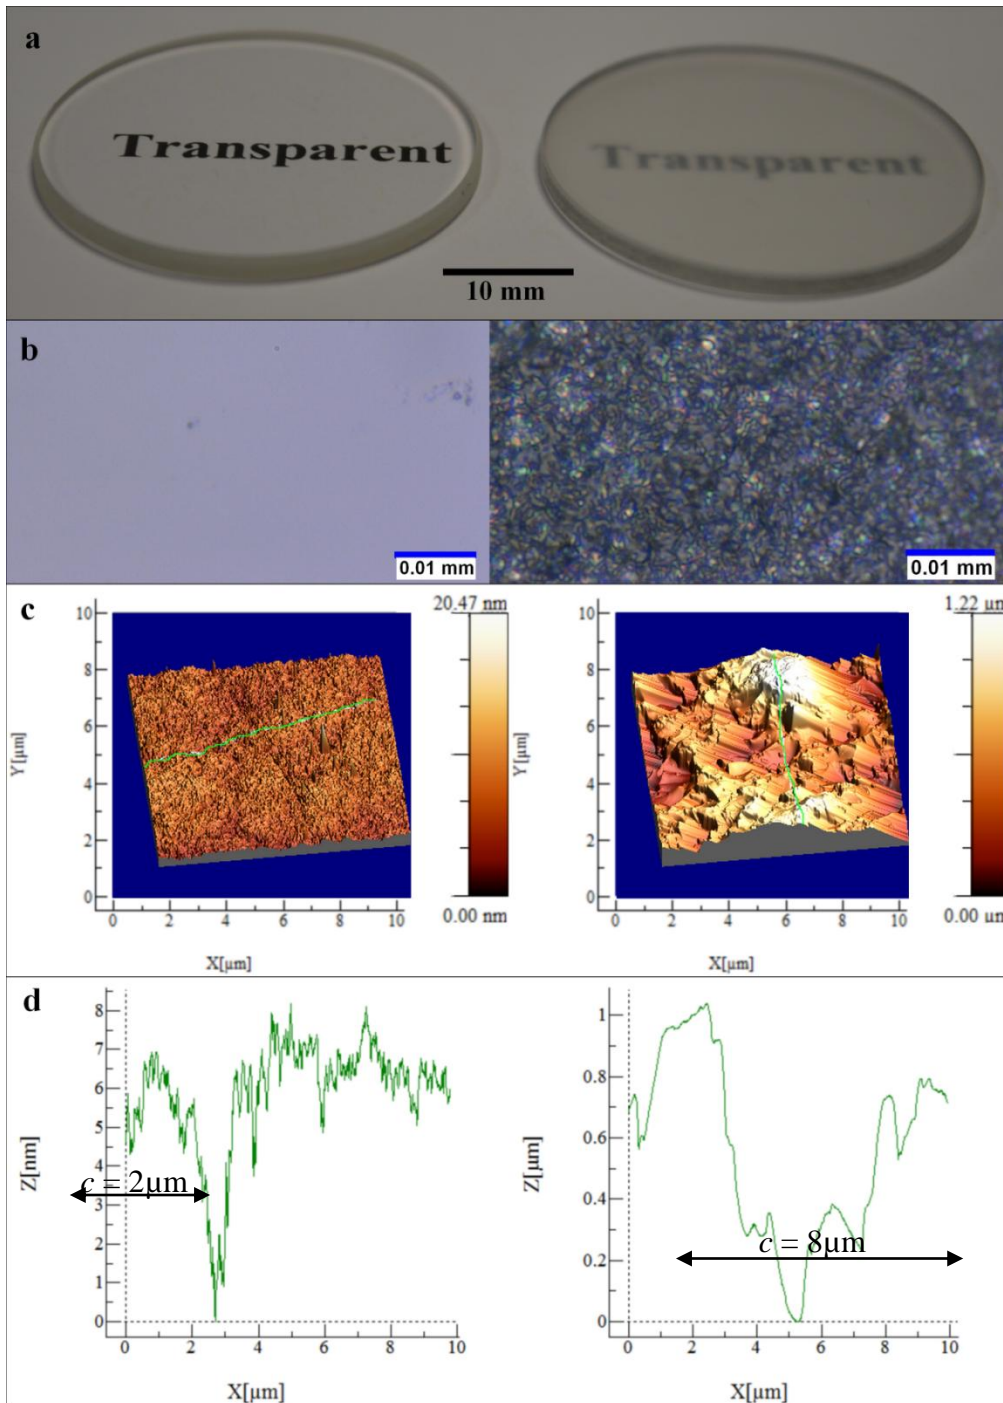 a
Transparent
Transparent
10 mm
b
0.01 mm
0.01 mm
c
20.47 nm
10
8
6
4
2
0
Y[µm]
0.00 nm
0 2 4 6 8 10
X[µm]
1.22 µm
10
8
6
4
2
0
Y[µm]
0.00 µm
0 2 4 6 8 10
X[µm]
d
8
7
6
5
4
3
2
1
0
Z[nm]
c = 2µm
0 2 4 6 8 10
X[µm]
1
0.8
0.6
0.4
0.2
0
Z[µm]
c = 8µm
0 2 4 6 8 10
X[µm]